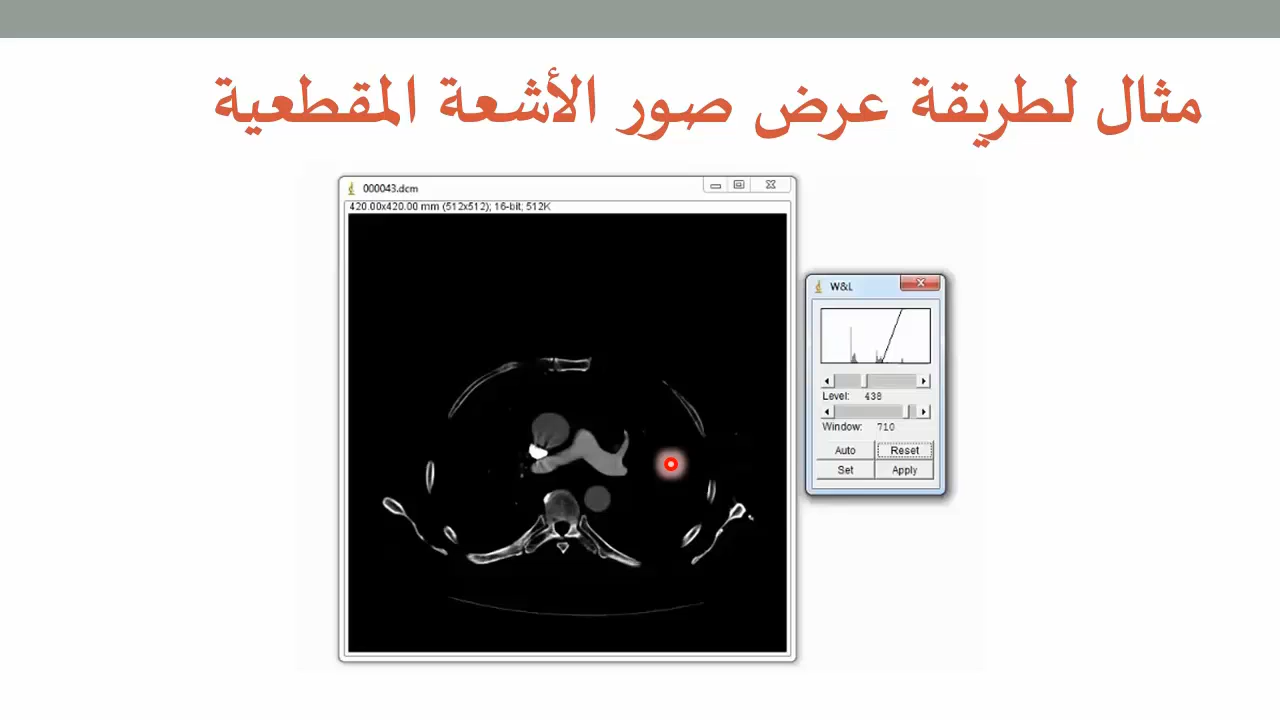 مثال لطريقة عرض صور الأشعة المقطعية
000043.dcm
420.00x420.00 mm (512x512); 16-bit; 512K
W&L
Level: 438
Window: 710
Auto Reset
Set Apply